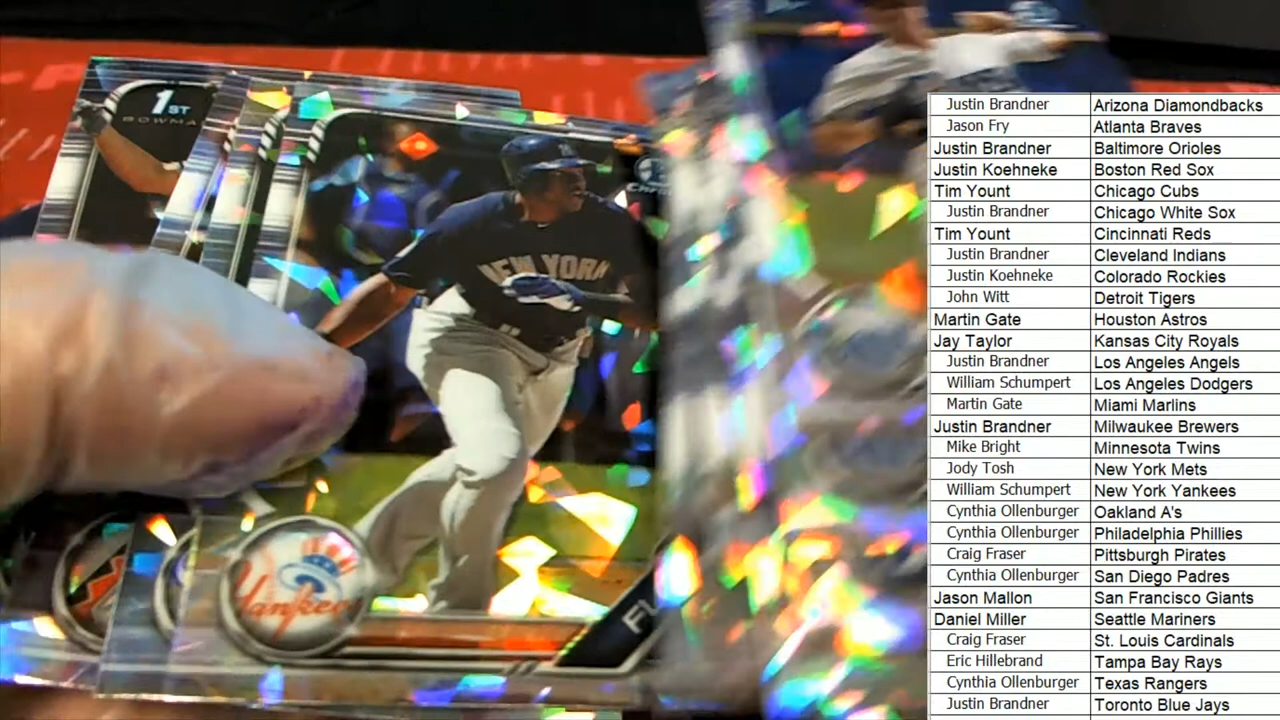 1ST
BOWMA
NEW YORK
Yankees
Justin Brandner Arizona Diamondbacks
Jason Fry Atlanta Braves
Justin Brandner Baltimore Orioles
Justin Koehneke Boston Red Sox
Tim Yount Chicago Cubs
Justin Brandner Chicago White Sox
Tim Yount Cincinnati Reds
Justin Brandner Cleveland Indians
Justin Koehneke Colorado Rockies
John Witt Detroit Tigers
Martin Gate Houston Astros
Jay Taylor Kansas City Royals
Justin Brandner Los Angeles Angels
William Schumpert Los Angeles Dodgers
Martin Gate Miami Marlins
Justin Brandner Milwaukee Brewers
Mike Bright Minnesota Twins
Jody Tosh New York Mets
William Schumpert New York Yankees
Cynthia Ollenburger Oakland A's
Cynthia Ollenburger Philadelphia Phillies
Craig Fraser Pittsburgh Pirates
Cynthia Ollenburger San Diego Padres
Jason Mallon San Francisco Giants
Daniel Miller Seattle Mariners
Craig Fraser St. Louis Cardinals
Eric Hillebrand Tampa Bay Rays
Cynthia Ollenburger Texas Rangers
Justin Brandner Toronto Blue Jays